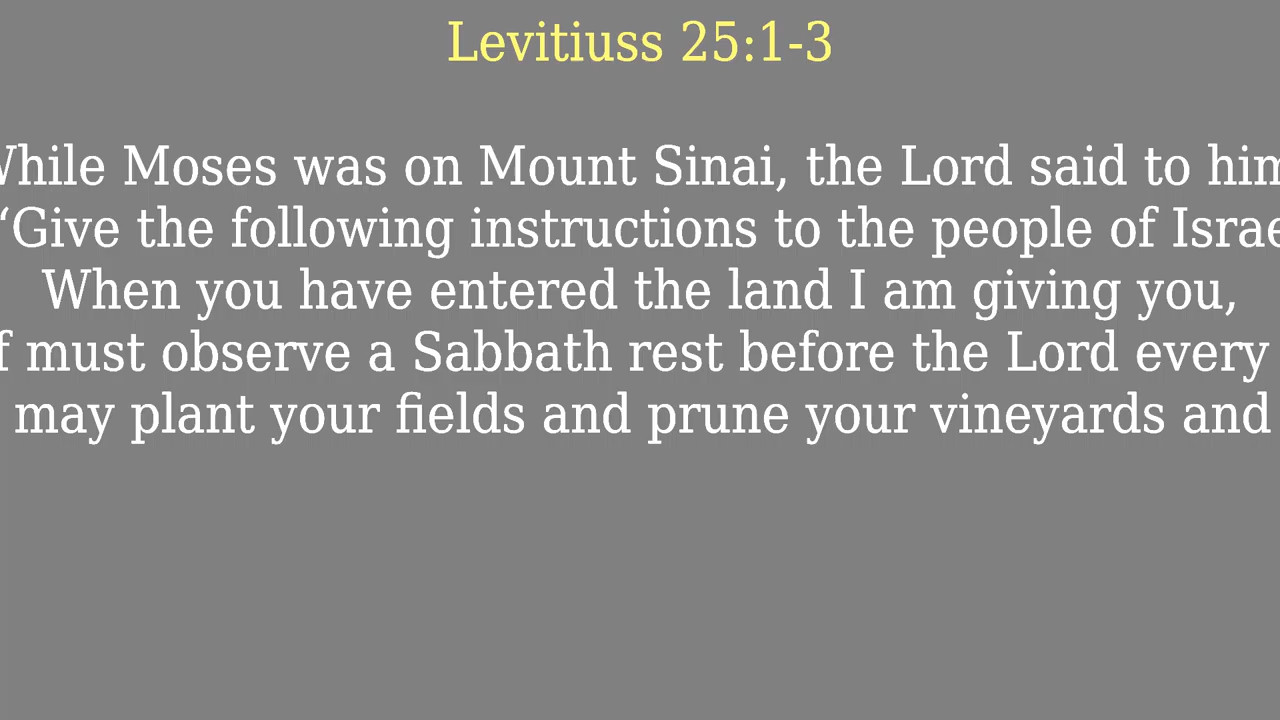 Levitiuss 25:1-3
While Moses was on Mount Sinai, the Lord said to him
“Give the following instructions to the people of Israe
When you have entered the land I am giving you,
f must observe a Sabbath rest before the Lord every
may plant your fields and prune your vineyards and